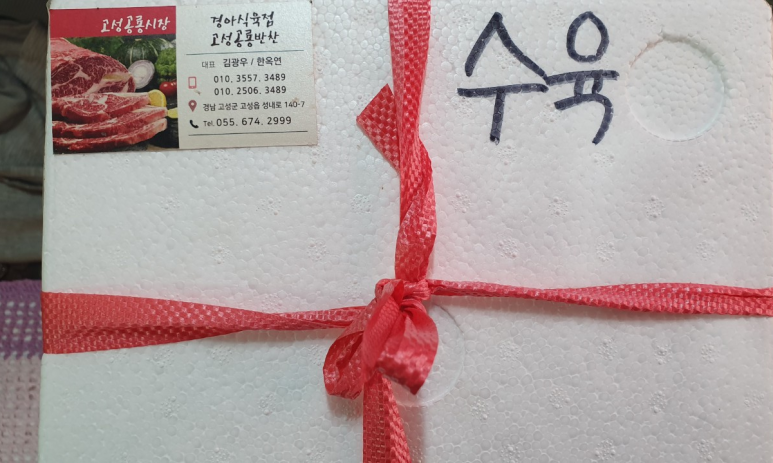 고성공룡시장
경아식육점
고성공룡반찬
대표 김광우 / 한옥연
010. 3557. 3489
010. 2506. 3489
경남 고성군 고성읍 성내로 140-7
Tel. 055. 674. 2999
수육